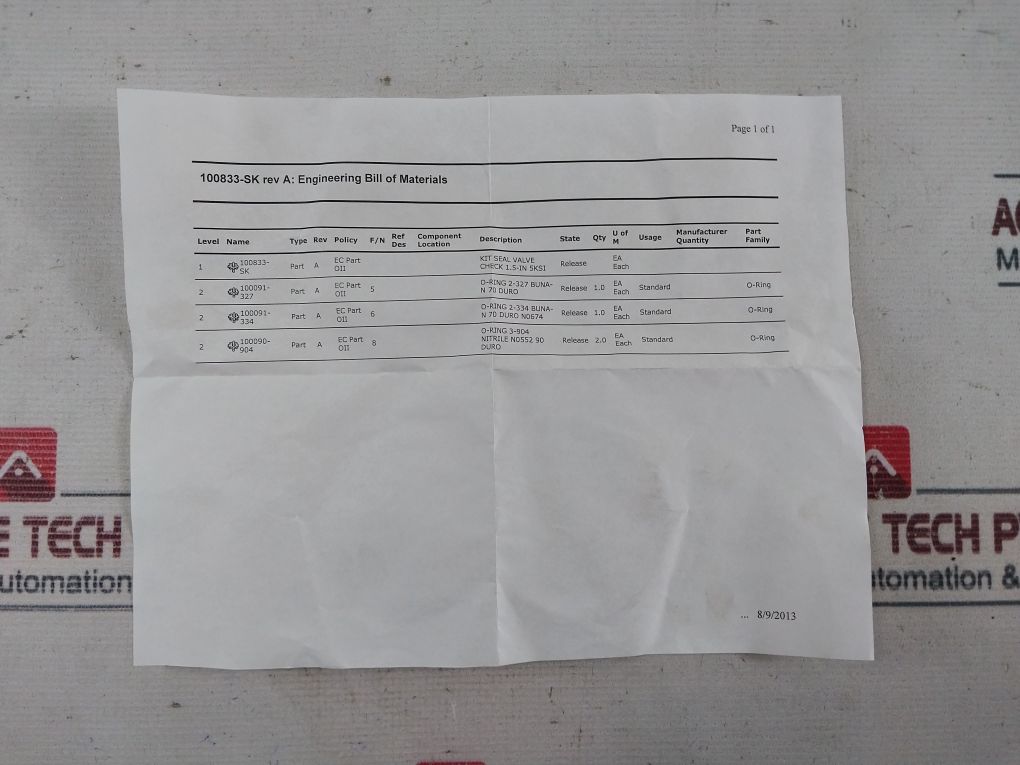 Page 1 of 1
100833-SK rev A: Engineering Bill of Materials
Level Name Type Rev Policy F/N Ref Des Component Location Description State Qty U of M Usage Manufacturer Quantity Part Family
1 100833-SK Part A EC Part OII KIT SEAL VALVE CHECK 1.5-IN 5KSI Release EA Each
2 100091-327 Part A EC Part OII 5 O-RING 2-327 BUNA-N 70 DURO Release 1.0 EA Each Standard O-Ring
2 100091-334 Part A EC Part OII 6 O-RING 2-334 BUNA-N 70 DURO N0674 Release 1.0 EA Each Standard O-Ring
2 100090-904 Part A EC Part OII 8 O-RING 3-904 NITRILE N0552 90 DURO Release 2.0 EA Each Standard O-Ring
... 8/9/2013
E TECH
utomation
TECH P
tomation &